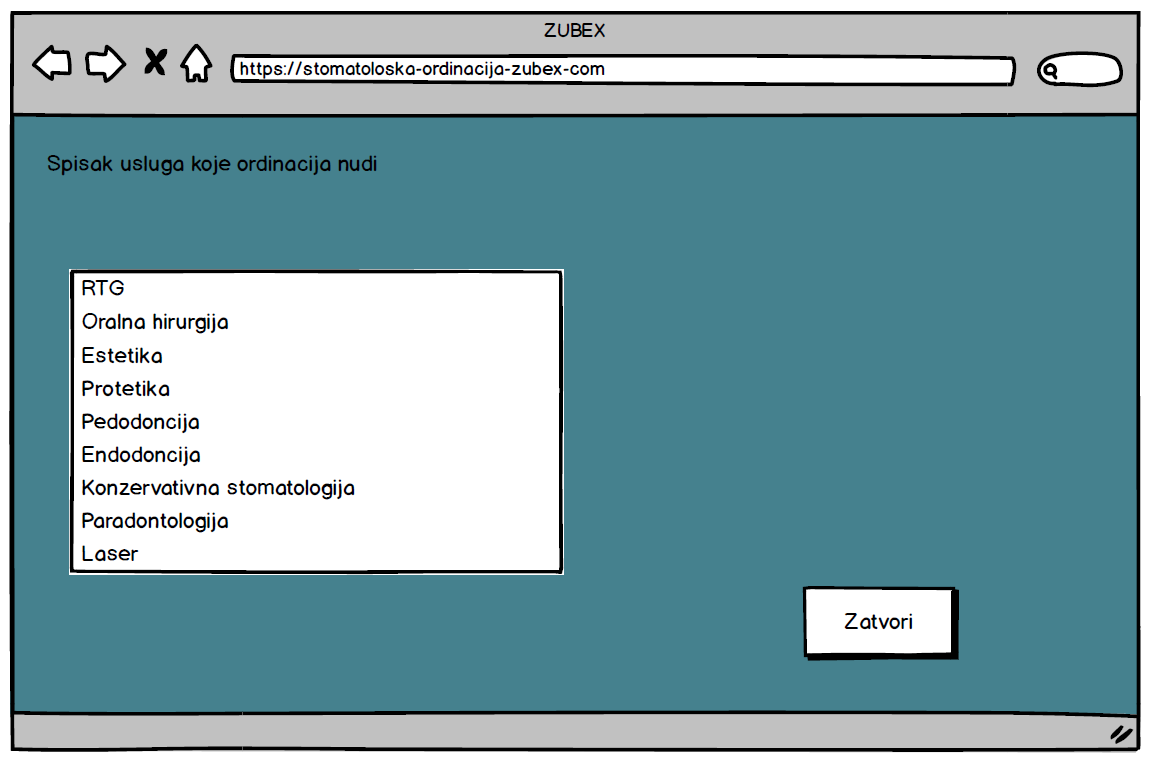 ZUBEX
https://stomatoloska-ordinacija-zubex-com
Spisak usluga koje ordinacija nudi
RTG
Oralna hirurgija
Estetika
Protetika
Pedodoncija
Endodoncija
Konzervativna stomatologija
Paradontologija
Laser
Zatvori